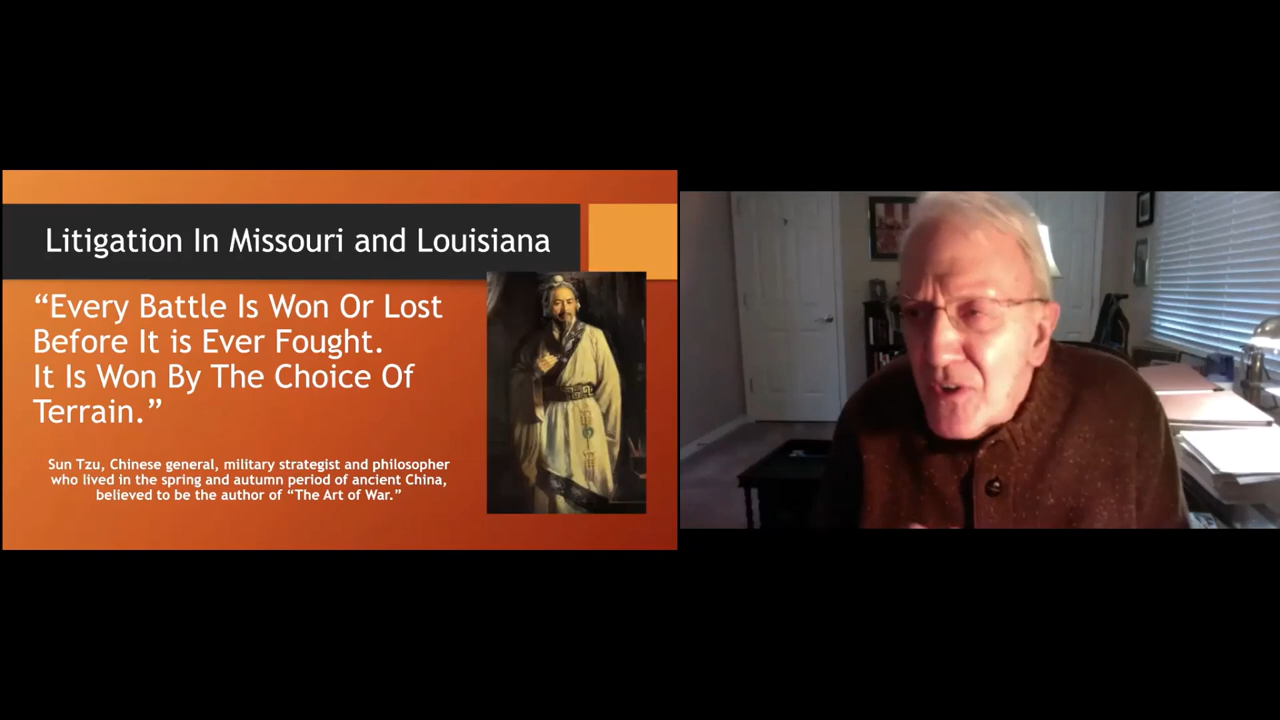 Litigation In Missouri and Louisiana
“Every Battle Is Won Or Lost
Before It is Ever Fought.
It Is Won By The Choice Of
Terrain.”
Sun Tzu, Chinese general, military strategist and philosopher
who lived in the spring and autumn period of ancient China,
believed to be the author of “The Art of War.”